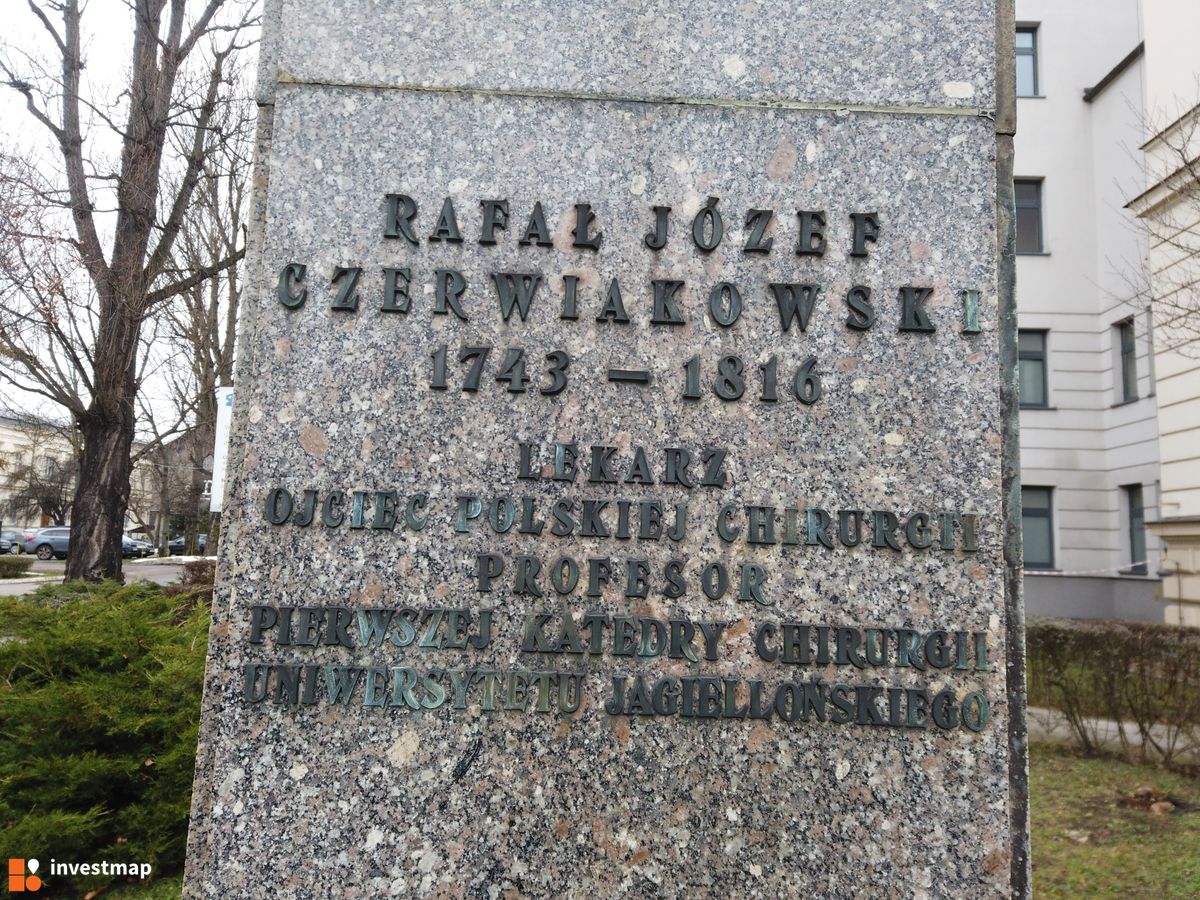 RAFAŁ JÓZEF
CZERWIAKOWSKI
1743 – 1816
LEKARZ
OJCIEC POLSKIEJ CHIRURGII
PROFESOR
PIERWSZEJ KATEDRY CHIRURGII
UNIWERSYTETU JAGIELLOŃSKIEGO
investmap